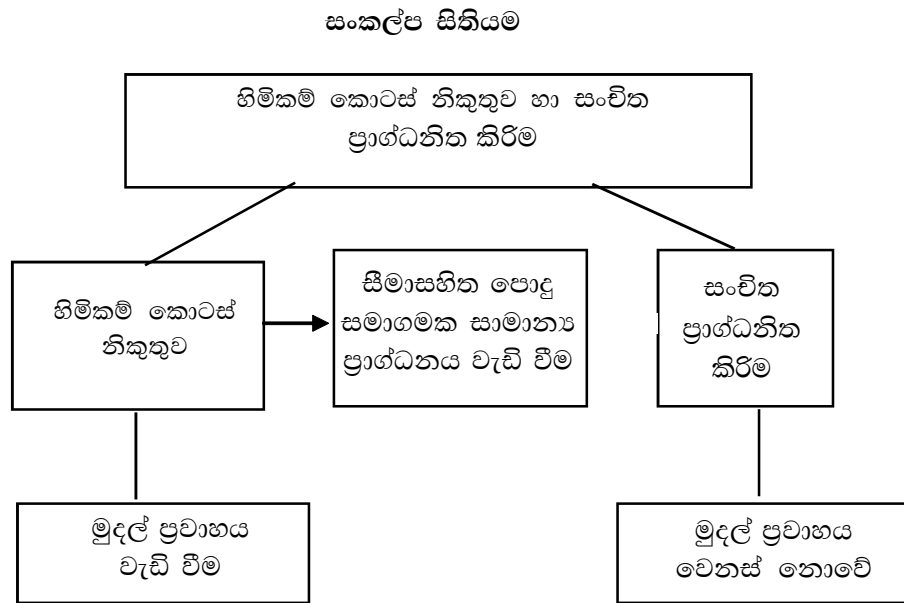 සංකල්ප සිතියම
හිමිකම් කොටස් නිකුතුව හා සංචිත
ප්‍රාග්ධනිත කිරිම
හිමිකම් කොටස්
නිකුතුව
සීමාසහිත පොදු
සමාගමක සාමාන්‍ය
ප්‍රාග්ධනය වැඩි වීම
සංචිත
ප්‍රාග්ධනිත
කිරිම
මුදල් ප්‍රවාහය
වැඩි වීම
මුදල් ප්‍රවාහය
වෙනස් නොවේ